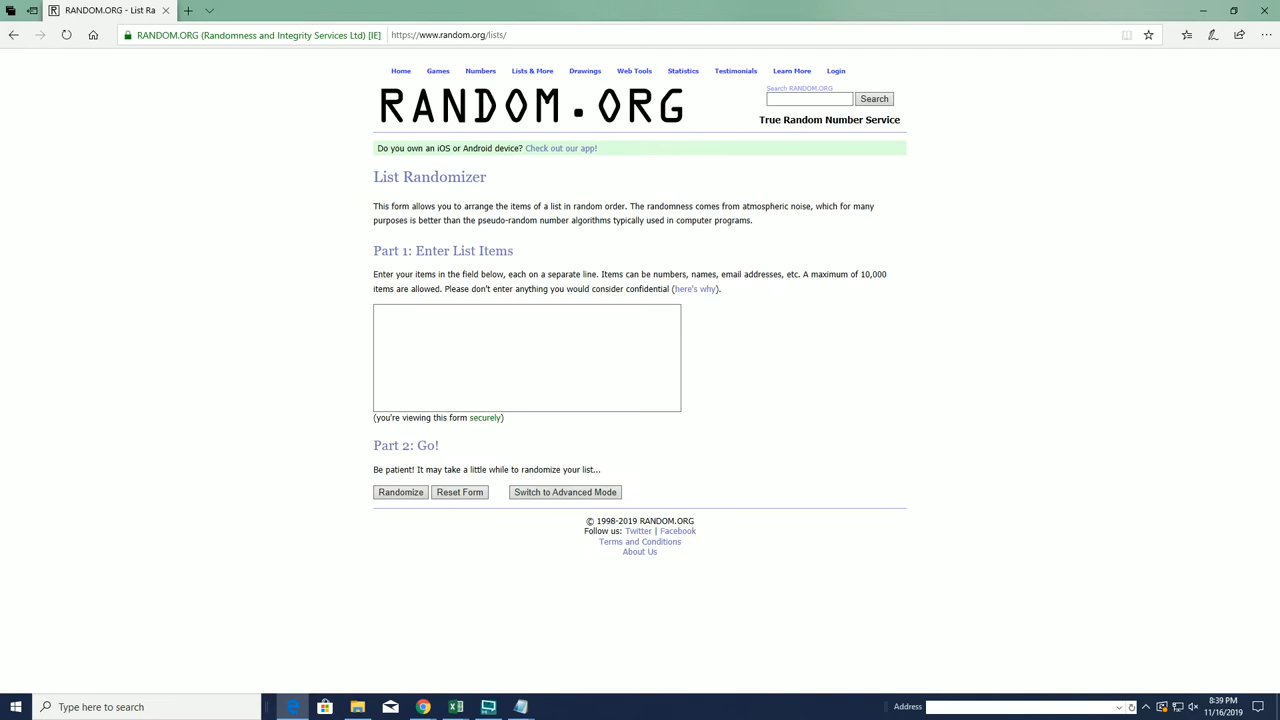 RANDOM.ORG - List Ra
RANDOM.ORG (Randomness and Integrity Services Ltd) [IE]
https://www.random.org/lists/
Home Games Numbers Lists & More Drawings Web Tools Statistics Testimonials Learn More Login
RANDOM.ORG
Search RANDOM.ORG
Search
True Random Number Service
Do you own an iOS or Android device? Check out our app!
List Randomizer
This form allows you to arrange the items of a list in random order. The randomness comes from atmospheric noise, which for many
purposes is better than the pseudo-random number algorithms typically used in computer programs.
Part 1: Enter List Items
Enter your items in the field below, each on a separate line. Items can be numbers, names, email addresses, etc. A maximum of 10,000
items are allowed. Please don't enter anything you would consider confidential (here's why).
(you're viewing this form securely)
Part 2: Go!
Be patient! It may take a little while to randomize your list...
Randomize Reset Form Switch to Advanced Mode
© 1998-2019 RANDOM.ORG
Follow us: Twitter | Facebook
Terms and Conditions
About Us
Type here to search
Address
8:39 PM
11/16/2019